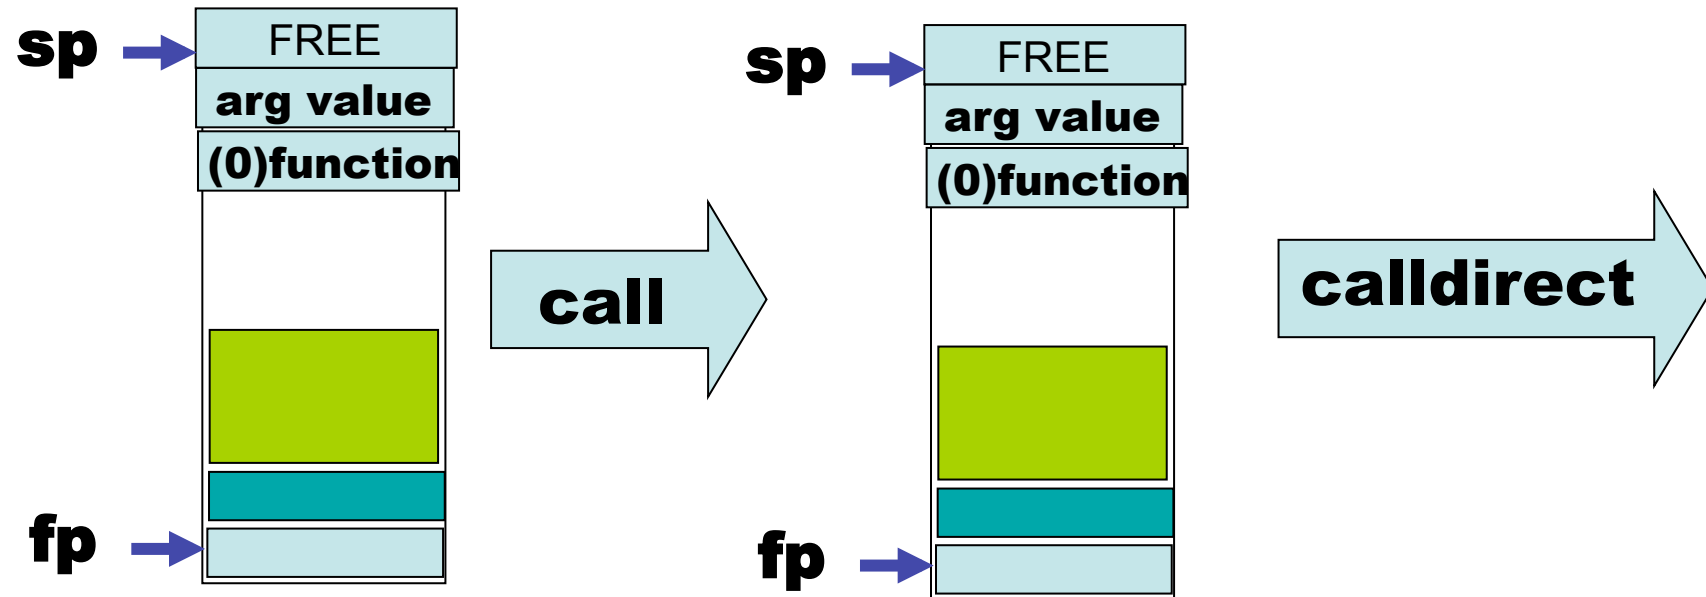 sp
FREE
arg value
(0)function
call
fp
sp
FREE
arg value
(0)function
calldirect
fp